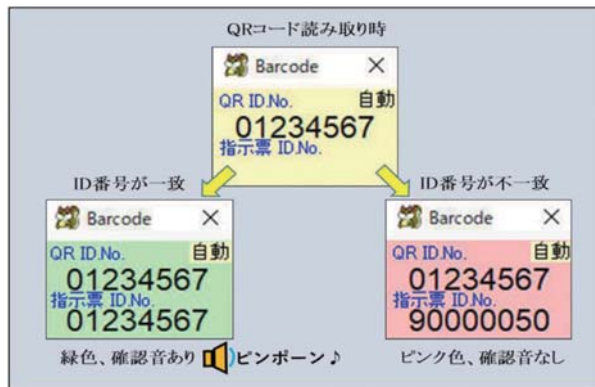 QRコード読み取り時
Barcode ×
QR ID.No. 自動
01234567
指示票 ID.No.
ID番号が一致
Barcode ×
QR ID.No. 自動
01234567
指示票 ID.No.
01234567
緑色、確認音あり ピンポーン♪
ID番号が不一致
Barcode ×
QR ID.No. 自動
01234567
指示票 ID.No.
90000050
ピンク色、確認音なし